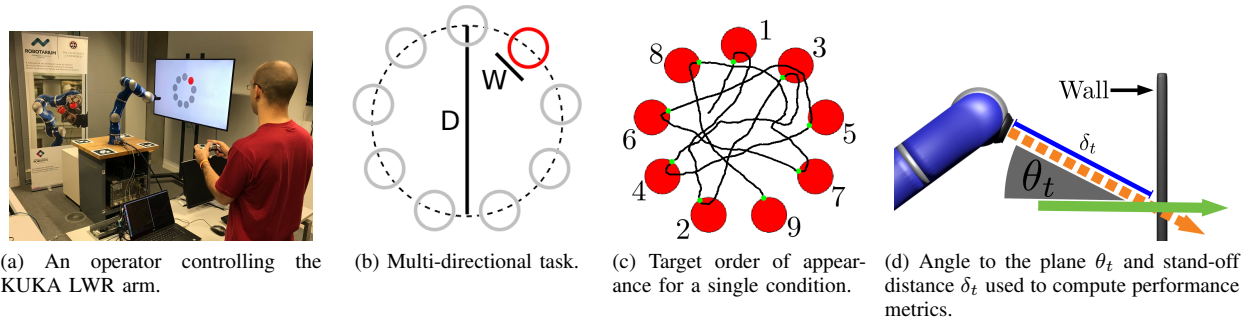 ROBOTARIUM
W
D
1
8
3
6
5
4
7
2
9
Wall
δt
θt
(a) An operator controlling the
KUKA LWR arm.
(b) Multi-directional task.
(c) Target order of appear-
ance for a single condition.
(d) Angle to the plane θt and stand-off
distance δt used to compute performance
metrics.